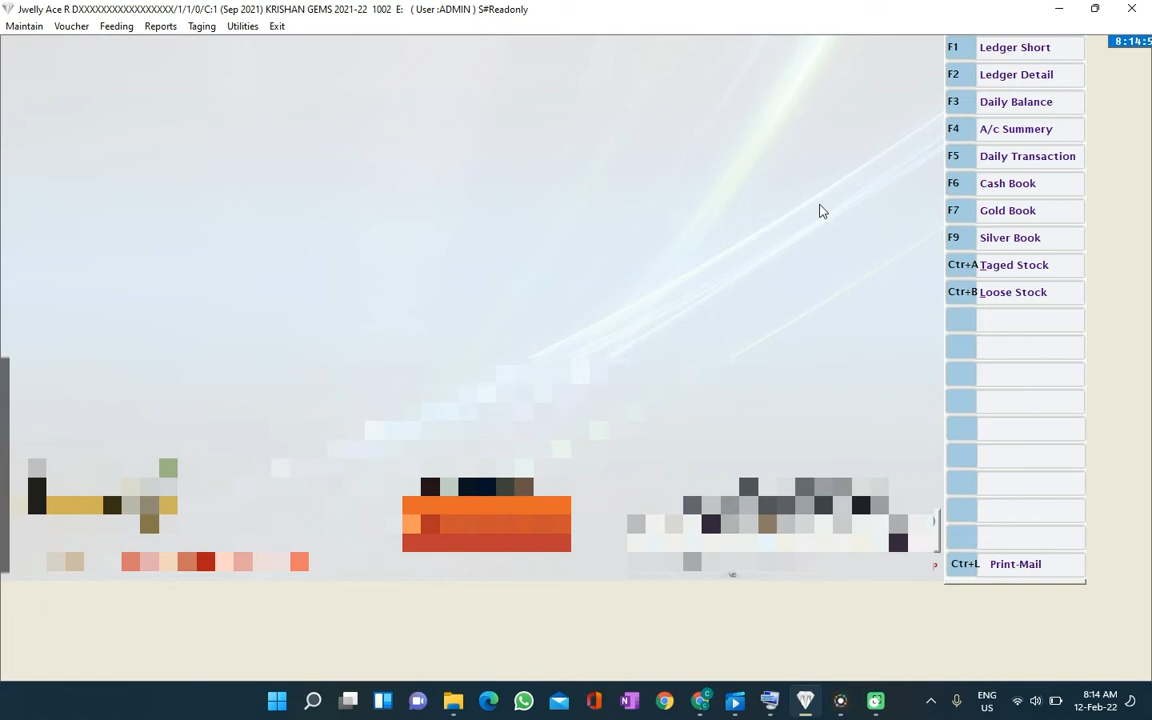 Jwelly Ace R DXXXXXXXXXXXXXXXXX/1/1/0/C:1 (Sep 2021) KRISHAN GEMS 2021-22 1002 E: ( User :ADMIN ) S#Readonly
Maintain Voucher Feeding Reports Taging Utilities Exit
8:14:5
F1 Ledger Short
F2 Ledger Detail
F3 Daily Balance
F4 A/c Summery
F5 Daily Transaction
F6 Cash Book
F7 Gold Book
F9 Silver Book
Ctr+A Taged Stock
Ctr+B Loose Stock
Ctr+L Print-Mail
ENG
US
8:14 AM
12-Feb-22